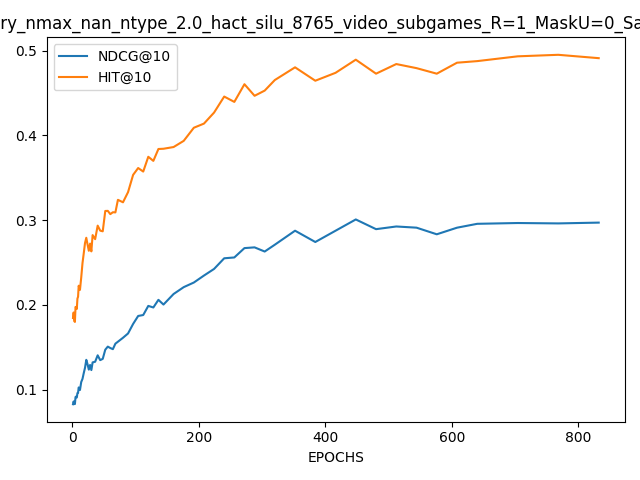 ry_nmax_nan_ntype_2.0_hact_silu_8765_video_subgames_R=1_MaskU=0_Sa
NDCG@10
HIT@10
0.5
0.4
0.3
0.2
0.1
0 200 400 600 800
EPOCHS